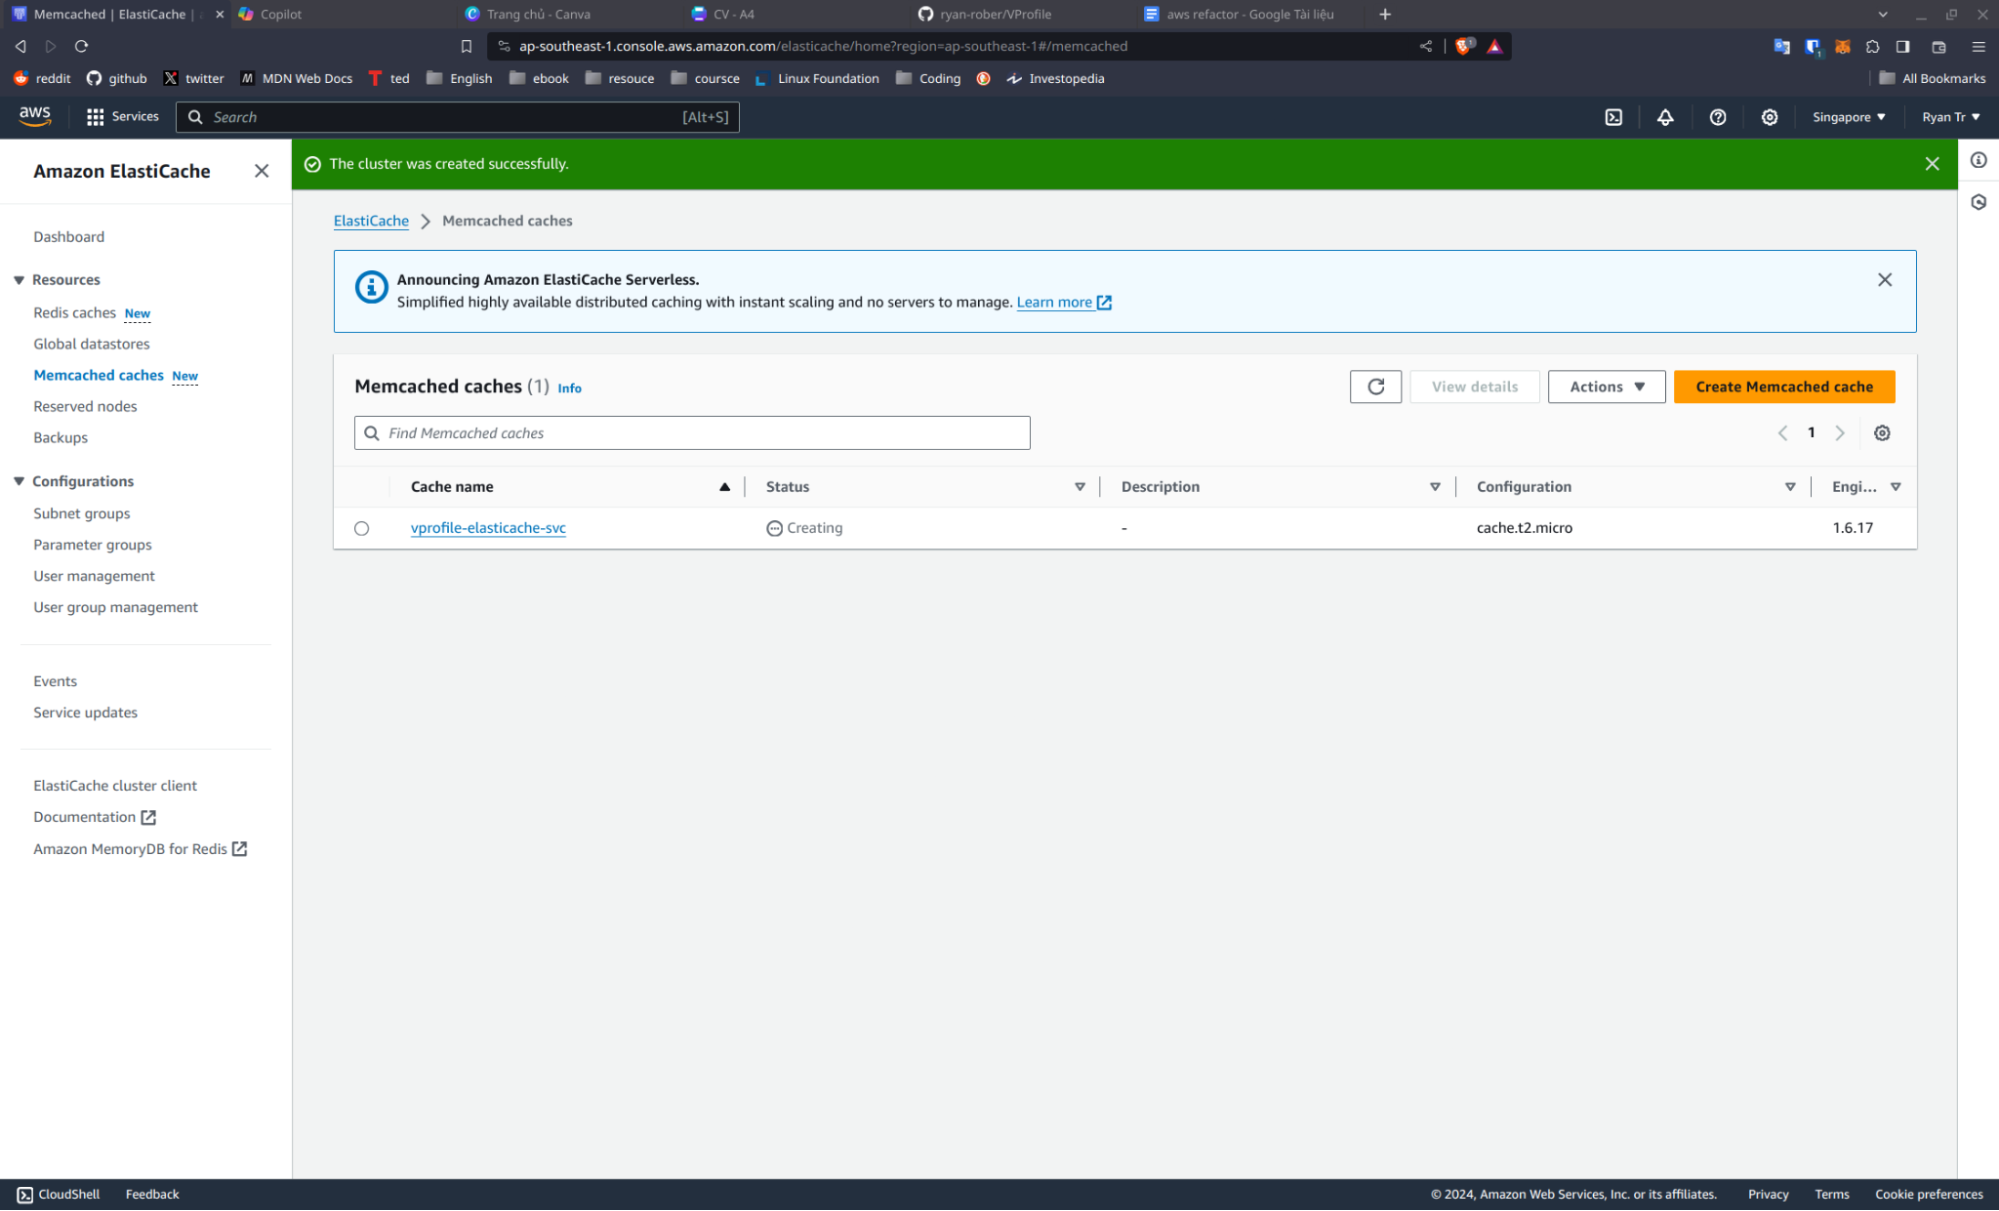 Memcached | ElastiCache |
Copilot
Trang chủ - Canva
CV - A4
ryan-rober/VProfile
aws refactor - Google Tài liệu
ap-southeast-1.console.aws.amazon.com/elasticache/home?region=ap-southeast-1#/memcached
reddit
github
twitter
MDN Web Docs
ted
English
ebook
resouce
coursce
Linux Foundation
Coding
Investopedia
All Bookmarks
aws
Services
Search
[Alt+S]
Singapore
Ryan Tr
Amazon ElastiCache
The cluster was created successfully.
Dashboard
Resources
Redis caches New
Global datastores
Memcached caches New
Reserved nodes
Backups
Configurations
Subnet groups
Parameter groups
User management
User group management
Events
Service updates
ElastiCache cluster client
Documentation
Amazon MemoryDB for Redis
ElastiCache > Memcached caches
Announcing Amazon ElastiCache Serverless.
Simplified highly available distributed caching with instant scaling and no servers to manage. Learn more
Memcached caches (1) Info
View details
Actions
Create Memcached cache
Find Memcached caches
1
Cache name
Status
Description
Configuration
Engi...
vprofile-elasticache-svc
Creating
-
cache.t2.micro
1.6.17
CloudShell
Feedback
© 2024, Amazon Web Services, Inc. or its affiliates.
Privacy
Terms
Cookie preferences